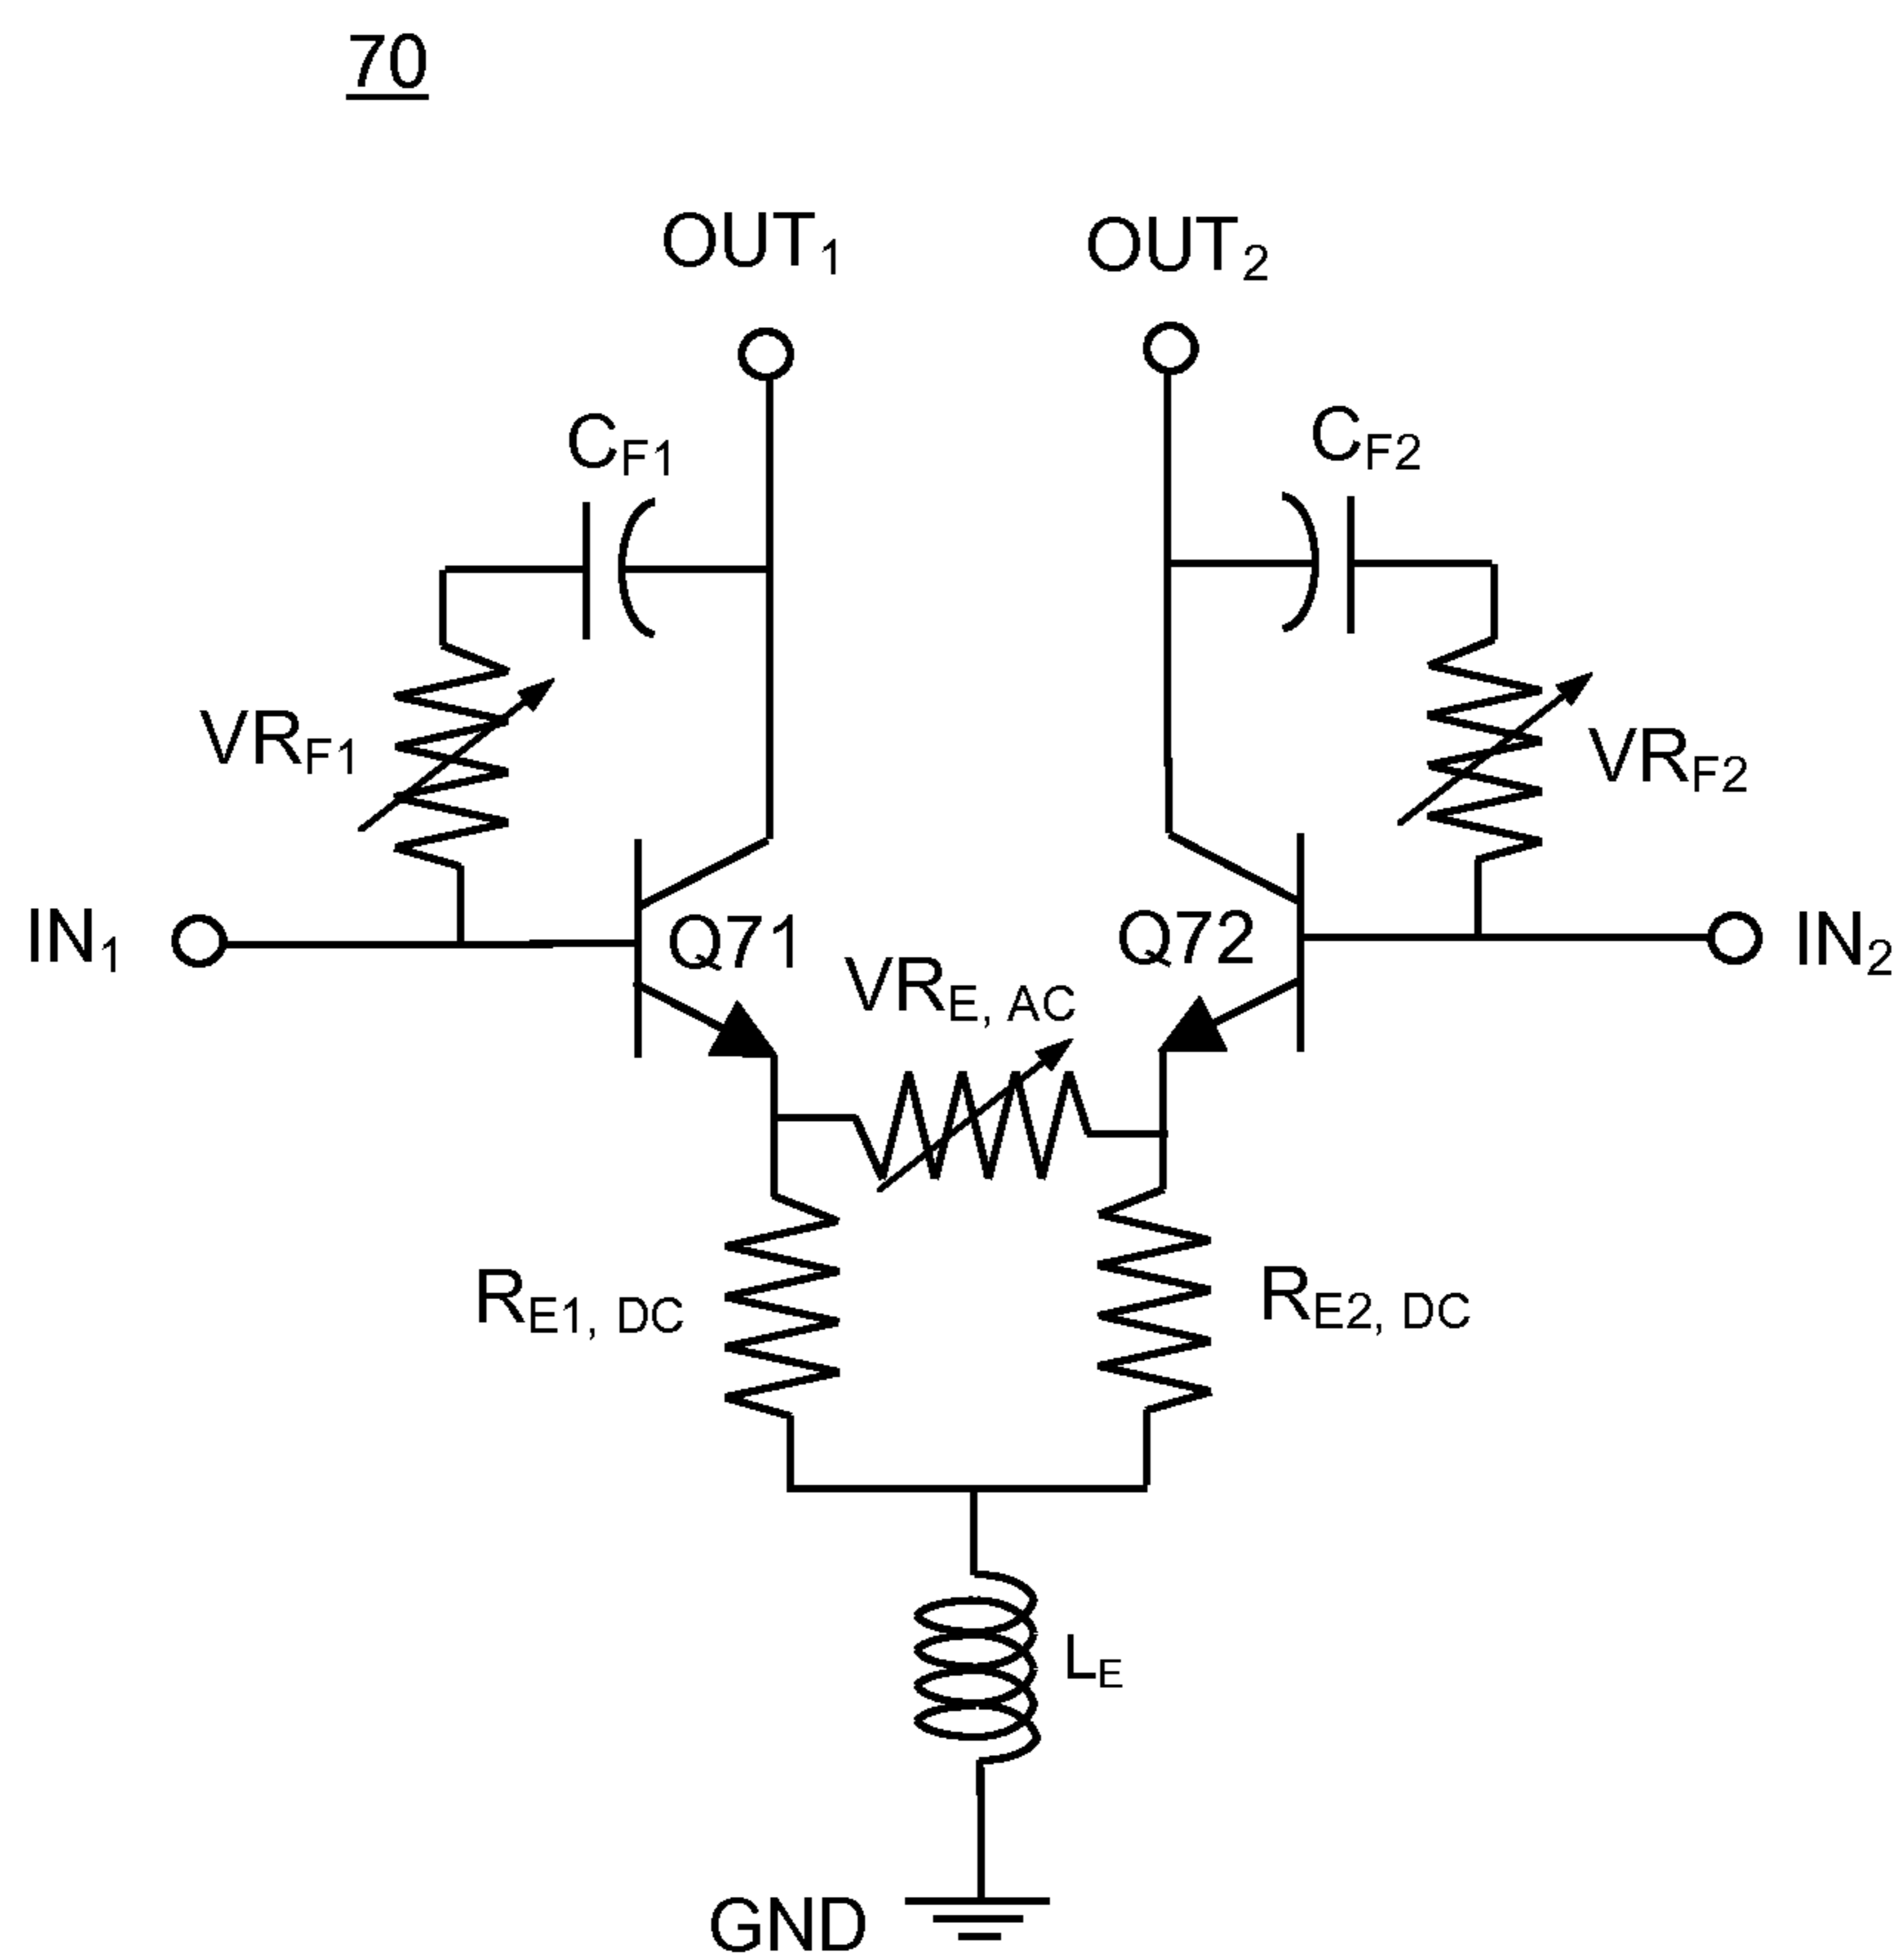 70
OUT1
OUT2
CF1
CF2
VRF1
VRF2
IN1
Q71
Q72
IN2
VRE, AC
RE1, DC
RE2, DC
LE
GND